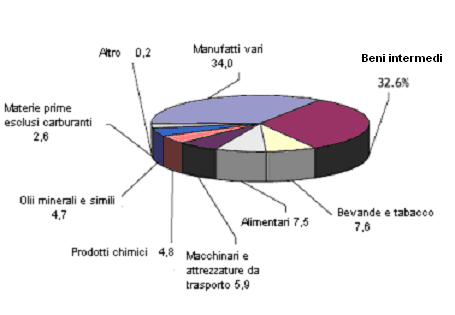 Altro 0,2
Manufatti vari
34,0
Beni intermedi
32.6%
Materie prime
esclusi carburanti
2,6
Olii minerali e simili
4,7
Prodotti chimici 4,8
Macchinari e
attrezzature da
trasporto 5,9
Alimentari 7,5
Bevande e tabacco
7,6